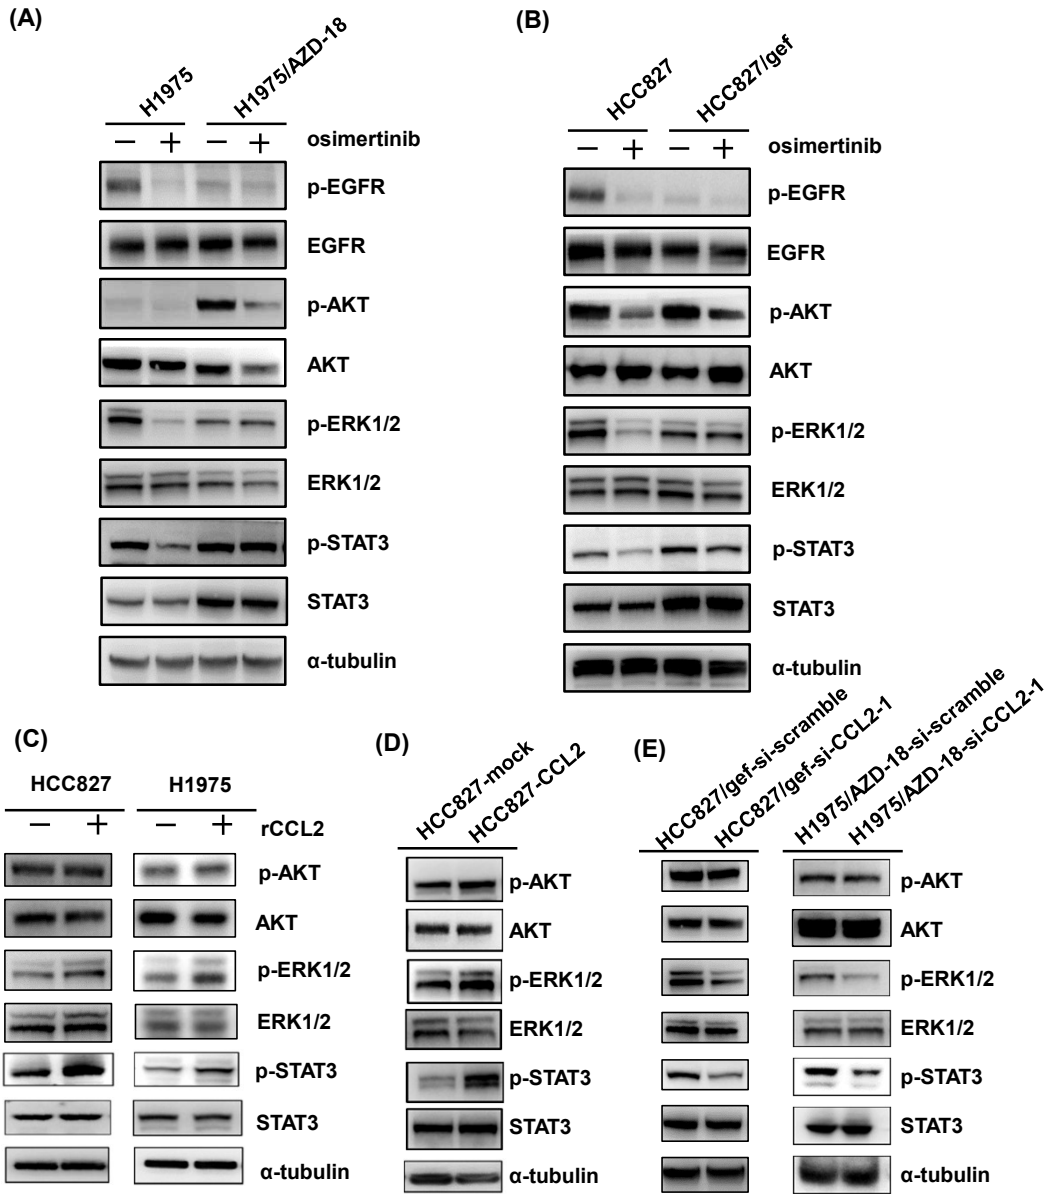 (A)
H1975
H1975/AZD-18
− + − + osimertinib
p-EGFR
EGFR
p-AKT
AKT
p-ERK1/2
ERK1/2
p-STAT3
STAT3
α-tubulin
(B)
HCC827
HCC827/gef
− + − + osimertinib
p-EGFR
EGFR
p-AKT
AKT
p-ERK1/2
ERK1/2
p-STAT3
STAT3
α-tubulin
(C)
HCC827 H1975
− + − + rCCL2
p-AKT
AKT
p-ERK1/2
ERK1/2
p-STAT3
STAT3
α-tubulin
(D)
HCC827-mock
HCC827-CCL2
p-AKT
AKT
p-ERK1/2
ERK1/2
p-STAT3
STAT3
α-tubulin
(E)
HCC827/gef-si-scramble
HCC827/gef-si-CCL2-1
H1975/AZD-18-si-scramble
H1975/AZD-18-si-CCL2-1
p-AKT
AKT
p-ERK1/2
ERK1/2
p-STAT3
STAT3
α-tubulin